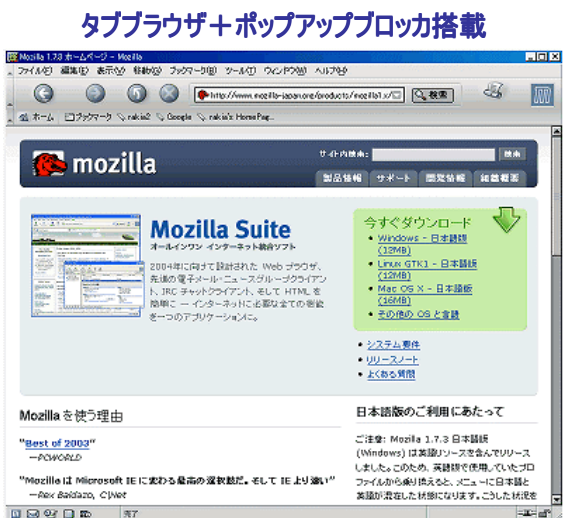 タブブラウザ＋ポップアップブロッカ搭載
Mozilla 1.7.3 ホームページ - Mozilla
ファイル(F) 編集(E) 表示(V) 移動(G) ブックマーク(B) ツール(T) ウィンドウ(W) ヘルプ(H)
http://www.mozilla-japan.org/products/mozilla1.x/ 検索
ホーム ブックマーク rakia2 Google rakia's HomePag...
サイト内検索: 検索
mozilla
製品情報 サポート 開発情報 組織概要
Mozilla Suite
オールインワン インターネット統合ソフト
2004年に向けて設計された Web ブラウザ、
先進の電子メール・ニュースグループクライアン
ト、IRC チャットクライアント、そして HTML を
簡単に — インターネットに必要な全ての機能
を一つのアプリケーションに。
今すぐダウンロード
Windows - 日本語版
(12MB)
Linux GTK1 - 日本語版
(12MB)
Mac OS X - 日本語版
(16MB)
その他の OS と言語
システム要件
リリースノート
よくある質問
Mozilla を使う理由
"Best of 2003"
—PCWORLD
"Mozilla は Microsoft IE に変わる最高の選択肢だ。そして IE より速い"
—Rex Baldazo, C|Net
日本語版のご利用にあたって
ご注意: Mozilla 1.7.3 日本語版
(Windows) は英語リソースを含んでリリース
しました。このため、英語版で使用していたプロ
ファイルから乗り換えると、メニューに日本語と
英語が混在した状態になります。こうした状況を
完了